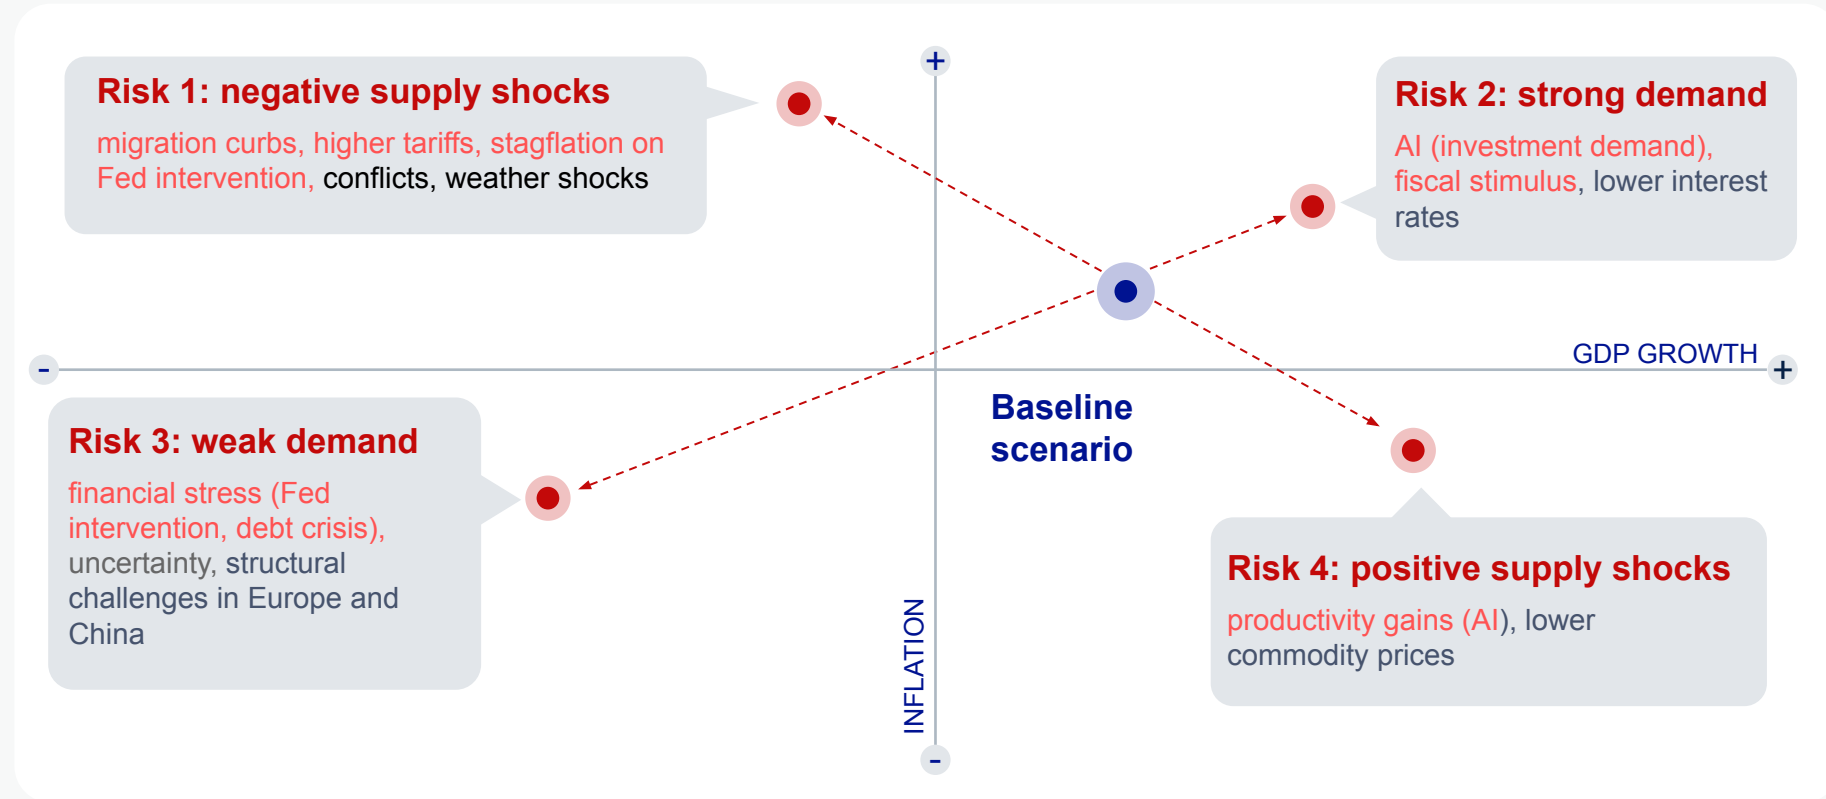 +
Risk 1: negative supply shocks
migration curbs, higher tariffs, stagflation on
Fed intervention, conflicts, weather shocks
Risk 2: strong demand
AI (investment demand),
fiscal stimulus, lower interest
rates
-
GDP GROWTH
+
Baseline
scenario
Risk 3: weak demand
financial stress (Fed
intervention, debt crisis),
uncertainty, structural
challenges in Europe and
China
Risk 4: positive supply shocks
productivity gains (AI), lower
commodity prices
INFLATION
-